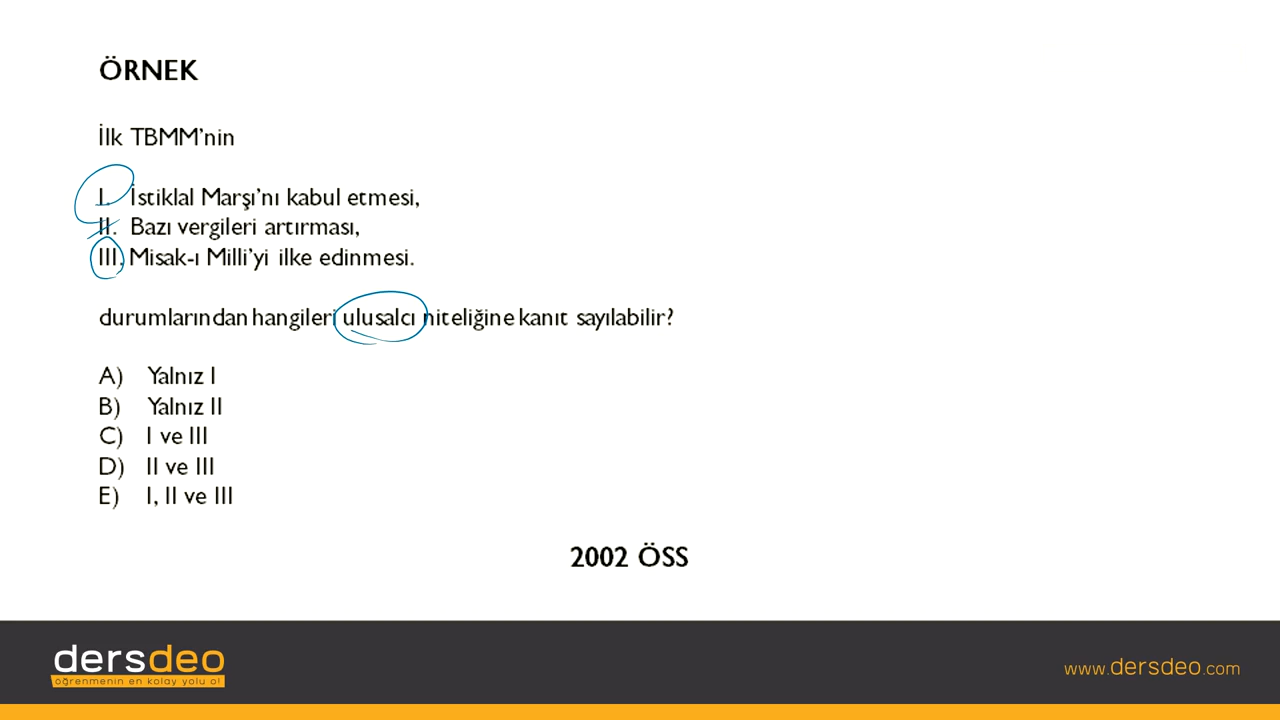 ÖRNEK
İlk TBMM'nin
I. İstiklal Marşı'nı kabul etmesi,
II. Bazı vergileri artırması,
III. Misak-ı Milli'yi ilke edinmesi.
durumlarından hangileri ulusalcı niteliğine kanıt sayılabilir?
A) Yalnız I
B) Yalnız II
C) I ve III
D) II ve III
E) I, II ve III
2002 ÖSS
dersdeo
öğrenmenin en kolay yolu o!
www.dersdeo.com